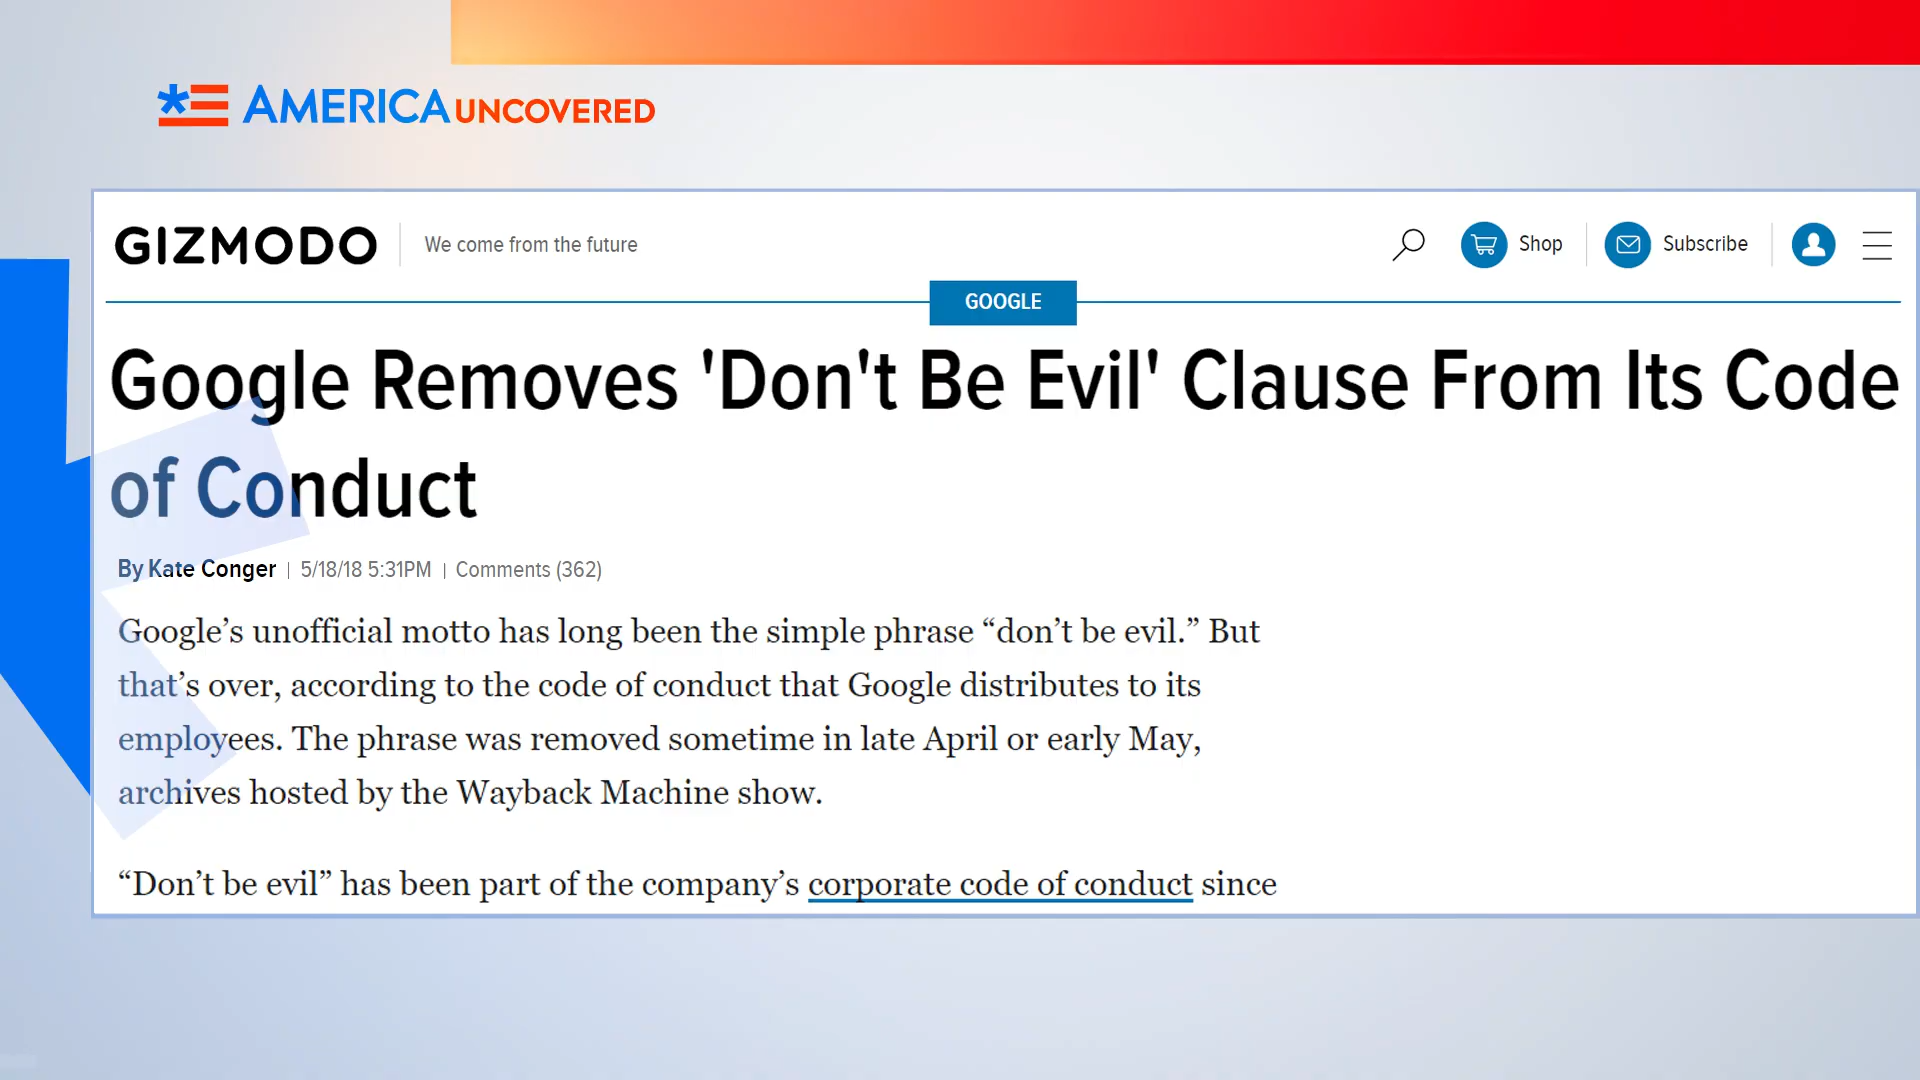 AMERICA UNCOVERED
GIZMODO
We come from the future
Shop
Subscribe
GOOGLE
Google Removes 'Don't Be Evil' Clause From Its Code
of Conduct
By Kate Conger | 5/18/18 5:31PM | Comments (362)
Google’s unofficial motto has long been the simple phrase “don’t be evil.” But
that’s over, according to the code of conduct that Google distributes to its
employees. The phrase was removed sometime in late April or early May,
archives hosted by the Wayback Machine show.
“Don’t be evil” has been part of the company’s corporate code of conduct since